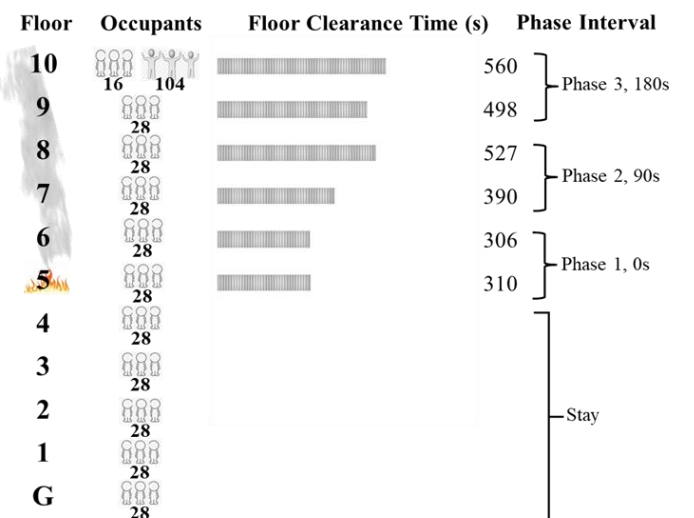 Floor Occupants Floor Clearance Time (s) Phase Interval
10 16 104 560
Phase 3, 180s
9 28 498
8 28 527
Phase 2, 90s
7 28 390
6 28 306
Phase 1, 0s
5 28 310
4 28
3 28
2 28
Stay
1 28
G 28